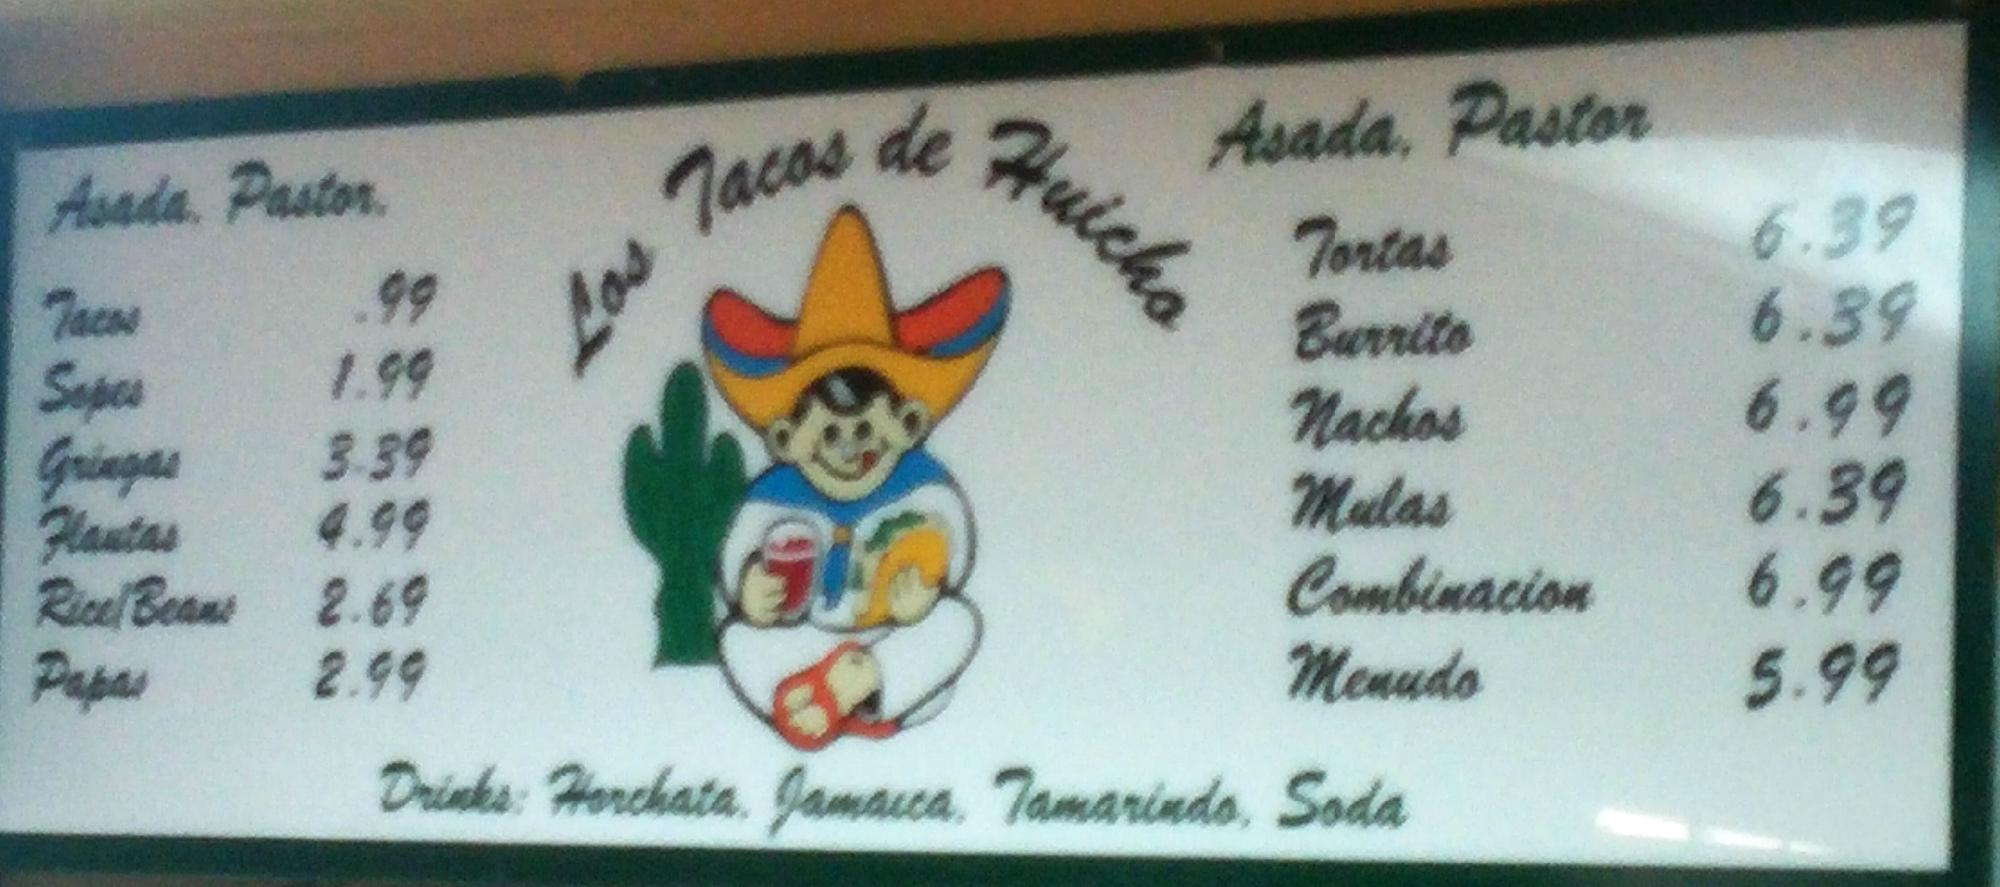 Los Tacos de Huicho
Asada, Pastor,
Tacos .99
Sopes 1.99
Gringas 3.39
Flautas 4.99
Rice/Beans 2.69
Papas 2.99
Asada, Pastor
Tortas 6.39
Burrito 6.39
Nachos 6.99
Mulas 6.39
Combinacion 6.99
Menudo 5.99
Drinks: Horchata, Jamaica, Tamarindo, Soda